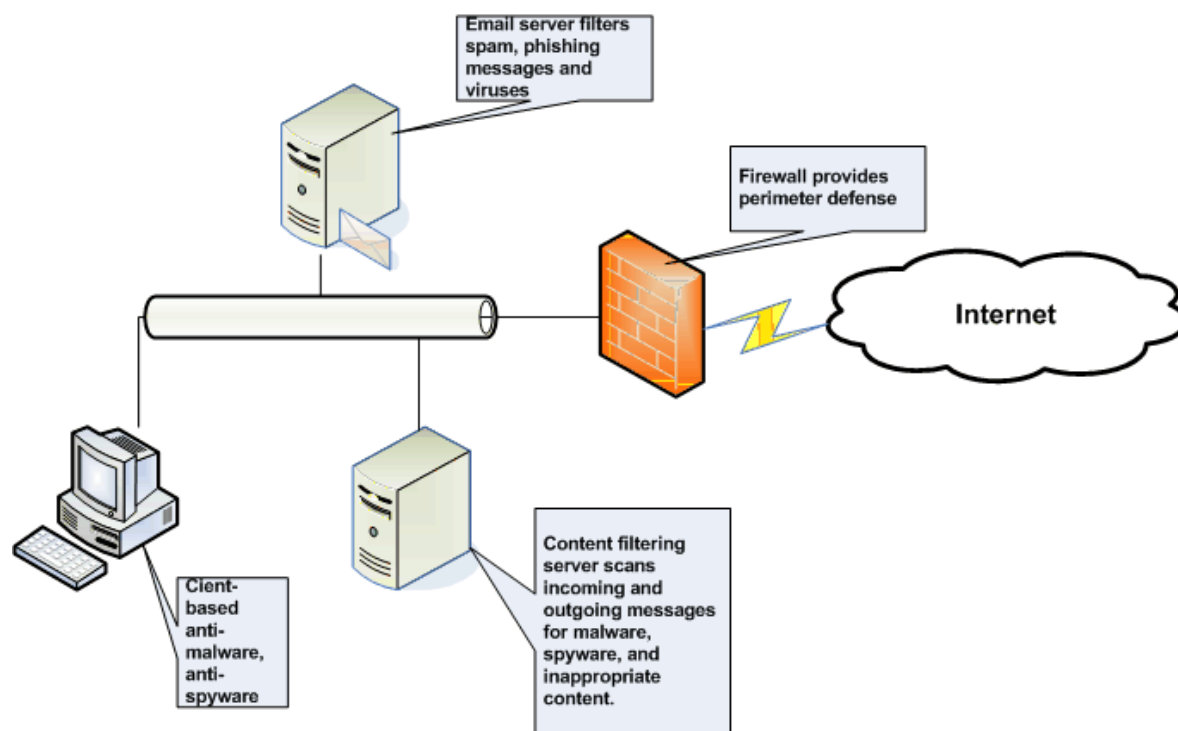 Email server filters
spam, phishing
messages and
viruses
Firewall provides
perimeter defense
Internet
Cient-
based
anti-
malware,
anti-
spyware
Content filtering
server scans
incoming and
outgoing messages
for malware,
spyware, and
inappropriate
content.